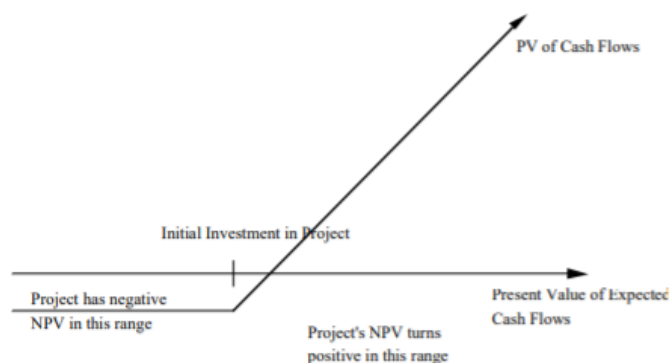 PV of Cash Flows
Initial Investment in Project
Project has negative
NPV in this range
Present Value of Expected
Cash Flows
Project's NPV turns
positive in this range